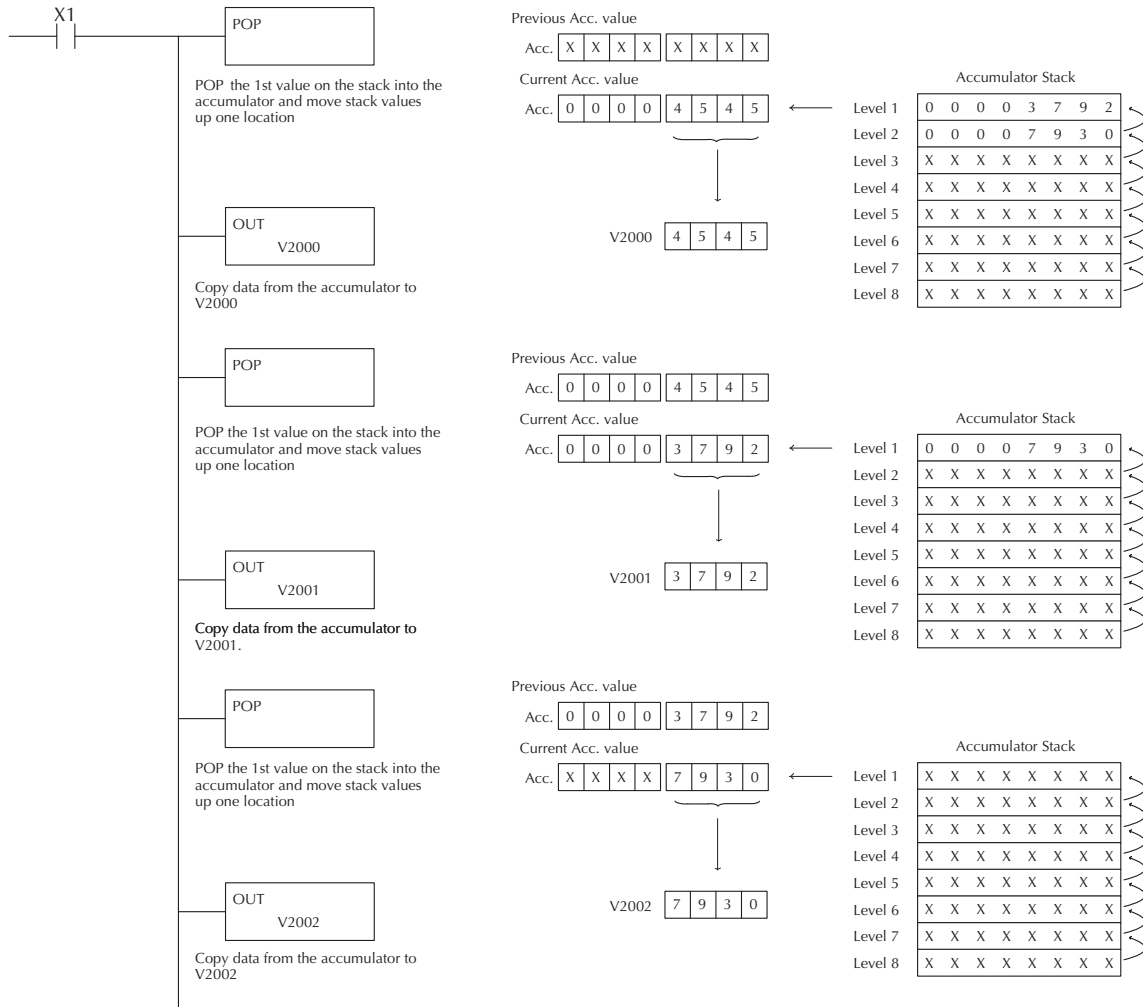 X1
POP
POP the 1st value on the stack into the
accumulator and move stack values
up one location
Previous Acc. value
Acc. X X X X X X X X
Current Acc. value
Acc. 0 0 0 0 4 5 4 5
Accumulator Stack
Level 1 0 0 0 0 3 7 9 2
Level 2 0 0 0 0 7 9 3 0
Level 3 X X X X X X X X
Level 4 X X X X X X X X
Level 5 X X X X X X X X
Level 6 X X X X X X X X
Level 7 X X X X X X X X
Level 8 X X X X X X X X
OUT
V2000
Copy data from the accumulator to
V2000
V2000 4 5 4 5
POP
POP the 1st value on the stack into the
accumulator and move stack values
up one location
Previous Acc. value
Acc. 0 0 0 0 4 5 4 5
Current Acc. value
Acc. 0 0 0 0 3 7 9 2
Accumulator Stack
Level 1 0 0 0 0 7 9 3 0
Level 2 X X X X X X X X
Level 3 X X X X X X X X
Level 4 X X X X X X X X
Level 5 X X X X X X X X
Level 6 X X X X X X X X
Level 7 X X X X X X X X
Level 8 X X X X X X X X
OUT
V2001
Copy data from the accumulator to
V2001.
V2001 3 7 9 2
POP
POP the 1st value on the stack into the
accumulator and move stack values
up one location
Previous Acc. value
Acc. 0 0 0 0 3 7 9 2
Current Acc. value
Acc. X X X X 7 9 3 0
Accumulator Stack
Level 1 X X X X X X X X
Level 2 X X X X X X X X
Level 3 X X X X X X X X
Level 4 X X X X X X X X
Level 5 X X X X X X X X
Level 6 X X X X X X X X
Level 7 X X X X X X X X
Level 8 X X X X X X X X
OUT
V2002
Copy data from the accumulator to
V2002
V2002 7 9 3 0